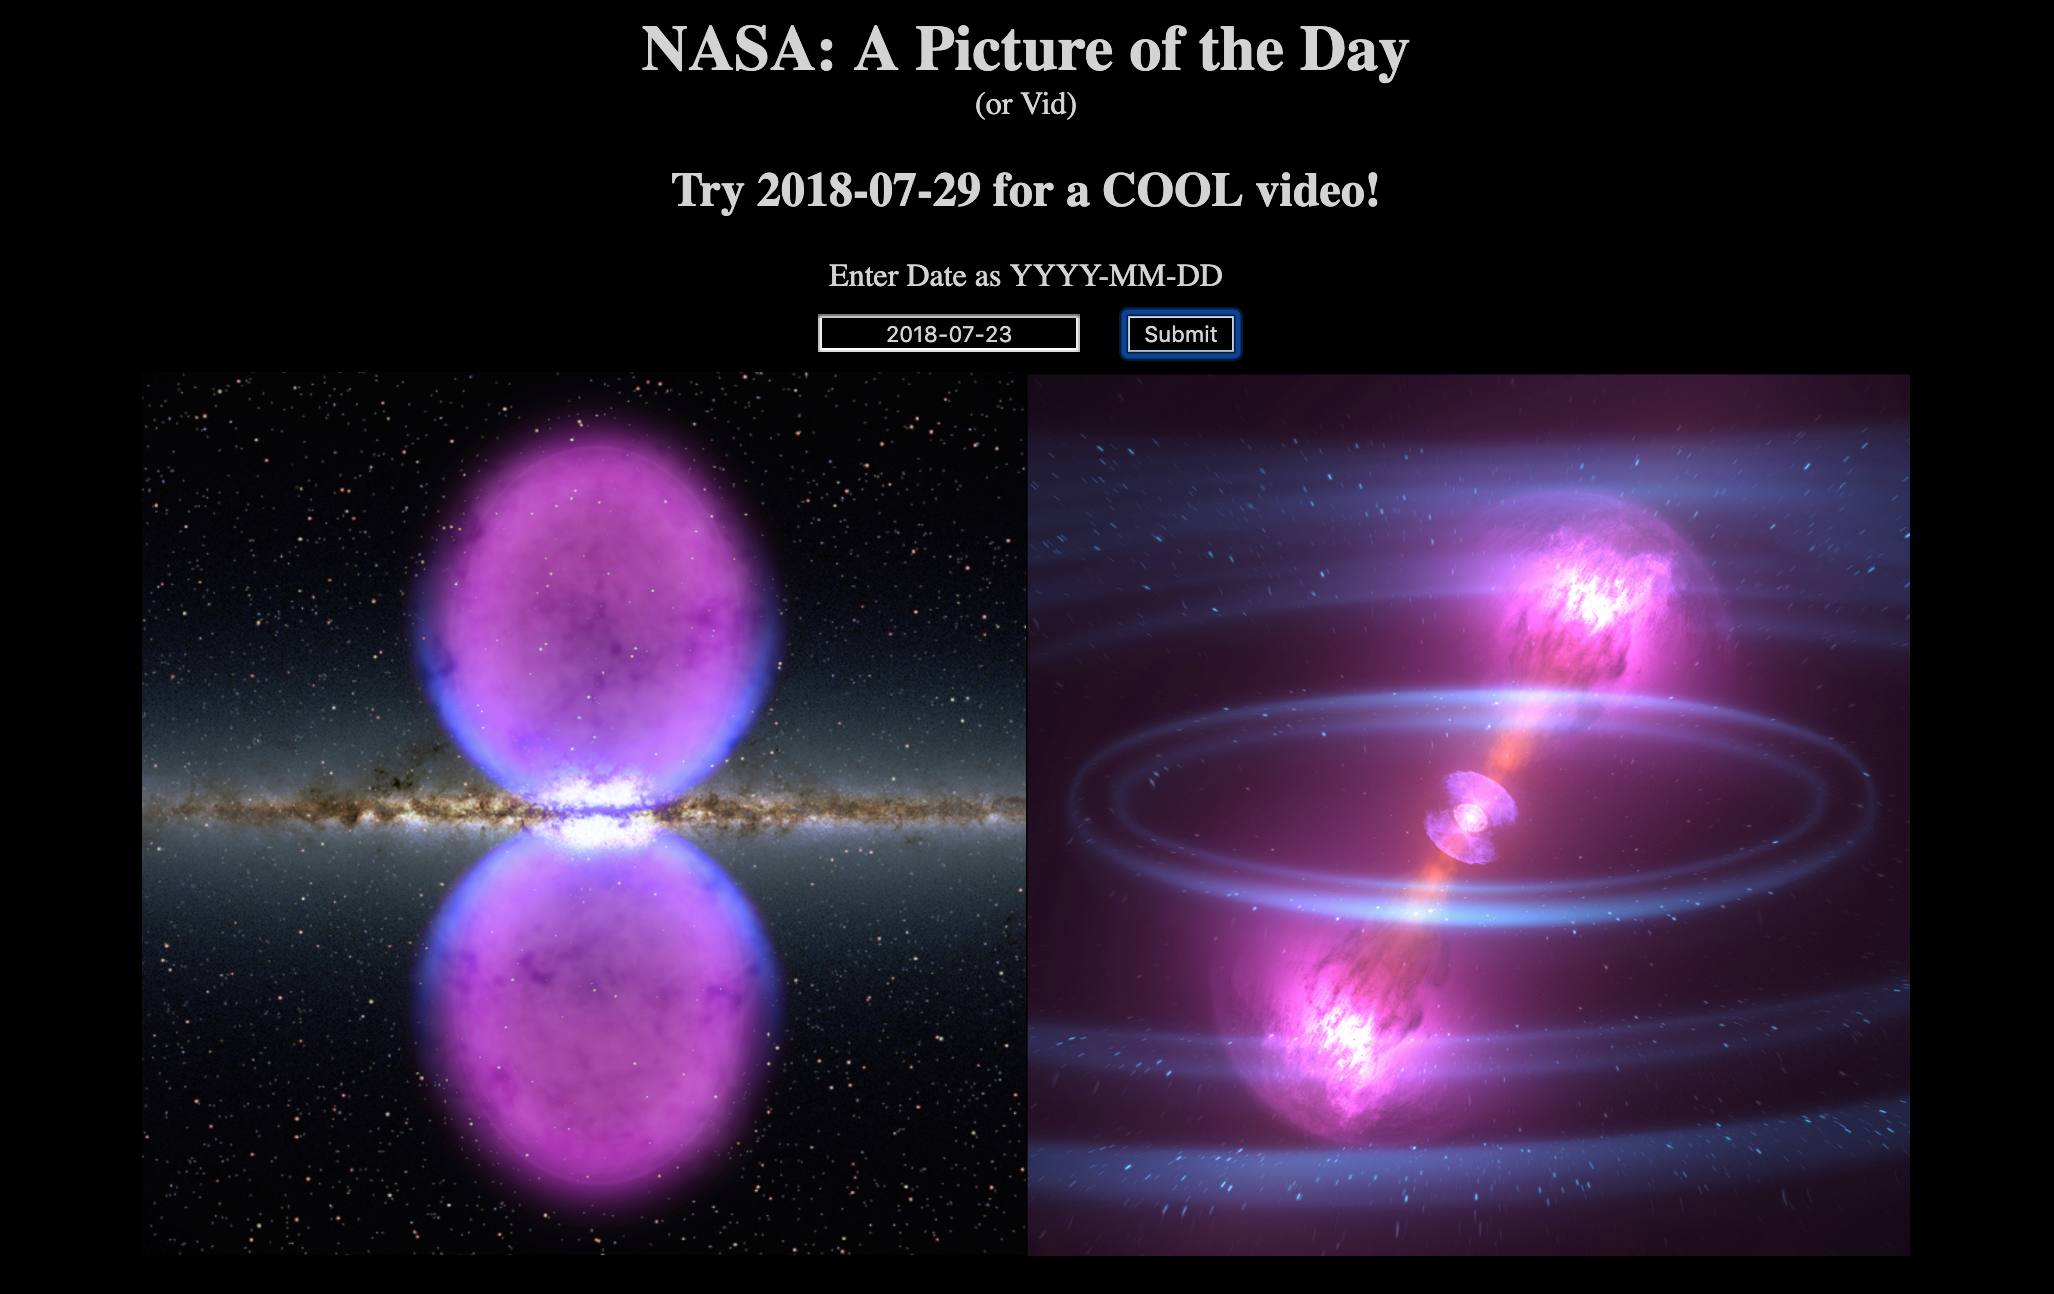 NASA: A Picture of the Day
(or Vid)
Try 2018-07-29 for a COOL video!
Enter Date as YYYY-MM-DD
2018-07-23 Submit